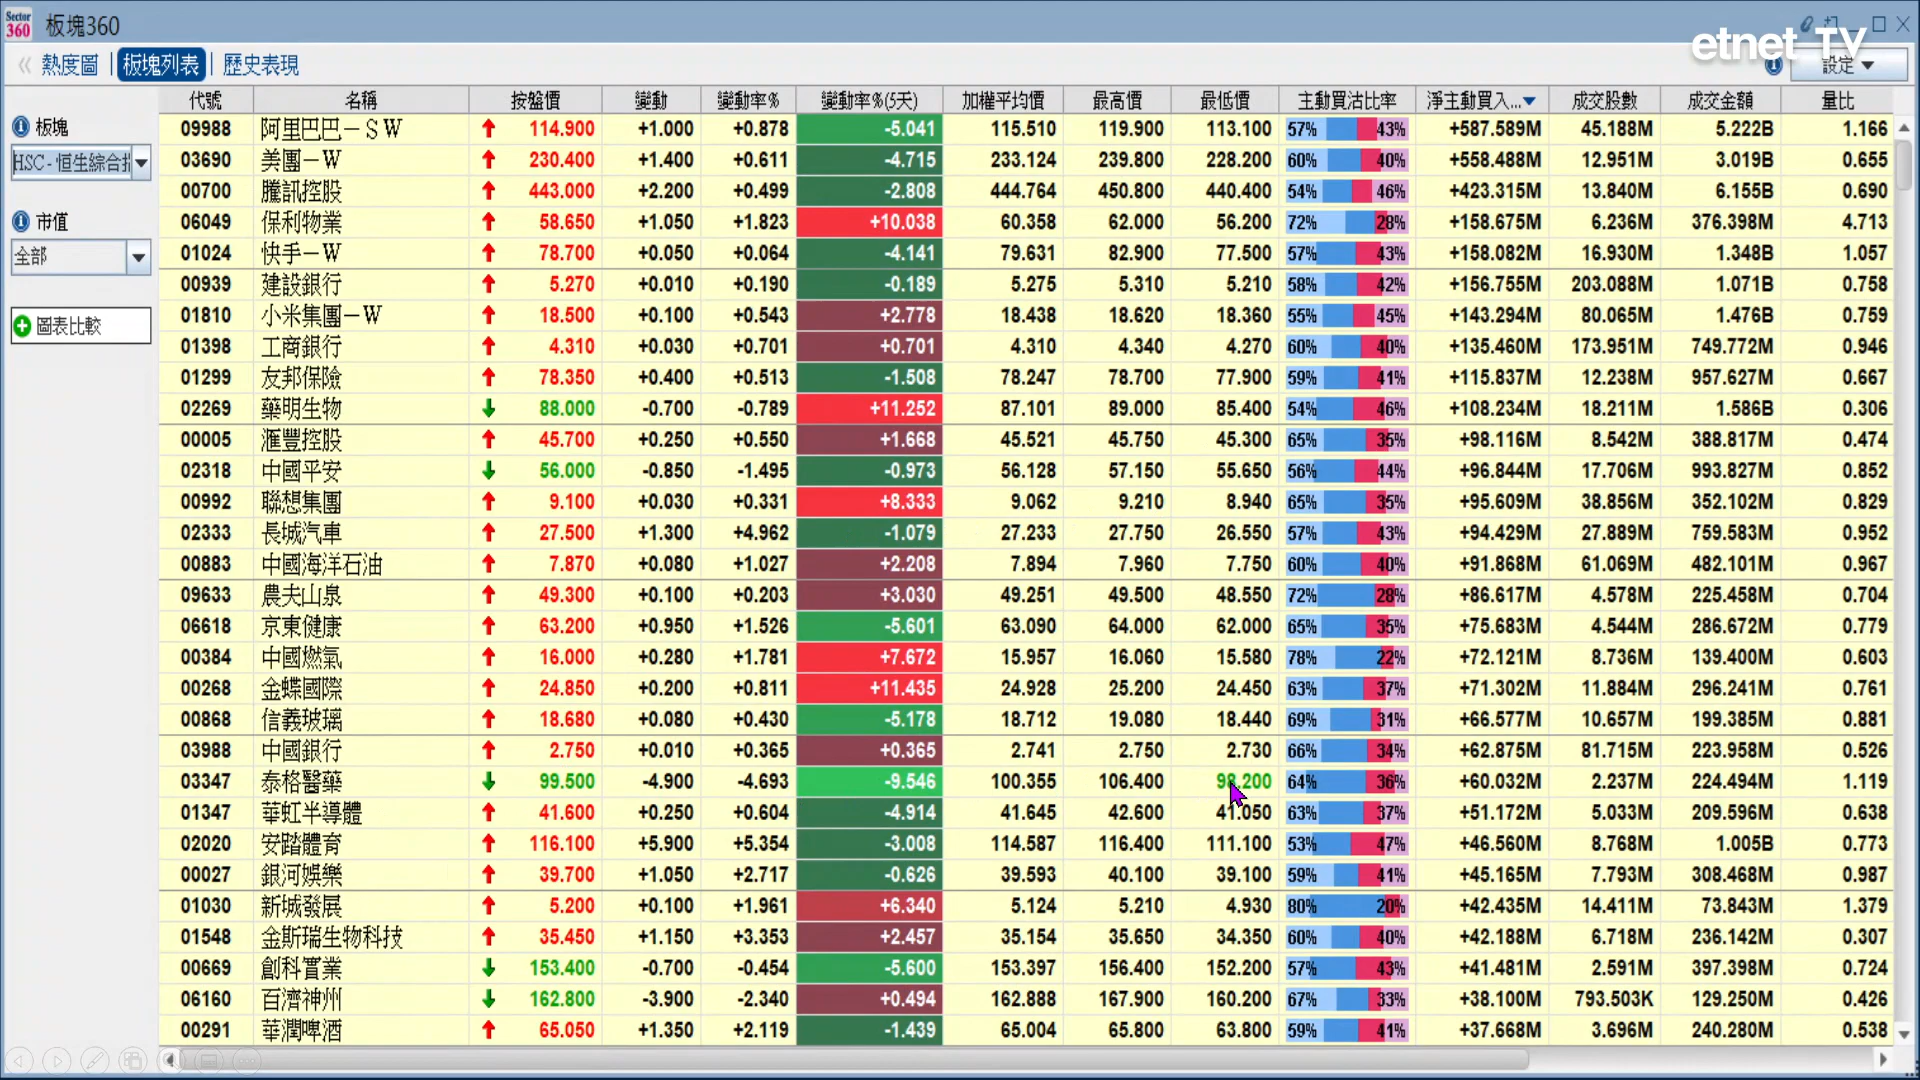 Sector 360 板塊360
etnet TV
熱度圖 板塊列表 歷史表現 設定
代號 名稱 按盤價 變動 變動率% 變動率%(5天) 加權平均價 最高價 最低價 主動買沽比率 淨主動買入... 成交股數 成交金額 量比
板塊
HSC - 恒生綜合指
市值
全部
圖表比較
09988 阿里巴巴－ＳＷ 114.900 +1.000 +0.878 -5.041 115.510 119.900 113.100 57% 43% +587.589M 45.188M 5.222B 1.166
03690 美團－W 230.400 +1.400 +0.611 -4.715 233.124 239.800 228.200 60% 40% +558.488M 12.951M 3.019B 0.655
00700 騰訊控股 443.000 +2.200 +0.499 -2.808 444.764 450.800 440.400 54% 46% +423.315M 13.840M 6.155B 0.690
06049 保利物業 58.650 +1.050 +1.823 +10.038 60.358 62.000 56.200 72% 28% +158.675M 6.236M 376.398M 4.713
01024 快手－W 78.700 +0.050 +0.064 -4.141 79.631 82.900 77.500 57% 43% +158.082M 16.930M 1.348B 1.057
00939 建設銀行 5.270 +0.010 +0.190 -0.189 5.275 5.310 5.210 58% 42% +156.755M 203.088M 1.071B 0.758
01810 小米集團－W 18.500 +0.100 +0.543 +2.778 18.438 18.620 18.360 55% 45% +143.294M 80.065M 1.476B 0.759
01398 工商銀行 4.310 +0.030 +0.701 +0.701 4.310 4.340 4.270 60% 40% +135.460M 173.951M 749.772M 0.946
01299 友邦保險 78.350 +0.400 +0.513 -1.508 78.247 78.700 77.900 59% 41% +115.837M 12.238M 957.627M 0.667
02269 藥明生物 88.000 -0.700 -0.789 +11.252 87.101 89.000 85.400 54% 46% +108.234M 18.211M 1.586B 0.306
00005 滙豐控股 45.700 +0.250 +0.550 +1.668 45.521 45.750 45.300 65% 35% +98.116M 8.542M 388.817M 0.474
02318 中國平安 56.000 -0.850 -1.495 -0.973 56.128 57.150 55.650 56% 44% +96.844M 17.706M 993.827M 0.852
00992 聯想集團 9.100 +0.030 +0.331 +8.333 9.062 9.210 8.940 65% 35% +95.609M 38.856M 352.102M 0.829
02333 長城汽車 27.500 +1.300 +4.962 -1.079 27.233 27.750 26.550 57% 43% +94.429M 27.889M 759.583M 0.952
00883 中國海洋石油 7.870 +0.080 +1.027 +2.208 7.894 7.960 7.750 60% 40% +91.868M 61.069M 482.101M 0.967
09633 農夫山泉 49.300 +0.100 +0.203 +3.030 49.251 49.500 48.550 72% 28% +86.617M 4.578M 225.458M 0.704
06618 京東健康 63.200 +0.950 +1.526 -5.601 63.090 64.000 62.000 65% 35% +75.683M 4.544M 286.672M 0.779
00384 中國燃氣 16.000 +0.280 +1.781 +7.672 15.957 16.060 15.580 78% 22% +72.121M 8.736M 139.400M 0.603
00268 金蝶國際 24.850 +0.200 +0.811 +11.435 24.928 25.200 24.450 63% 37% +71.302M 11.884M 296.241M 0.761
00868 信義玻璃 18.680 +0.080 +0.430 -5.178 18.712 19.080 18.440 69% 31% +66.577M 10.657M 199.385M 0.881
03988 中國銀行 2.750 +0.010 +0.365 +0.365 2.741 2.750 2.730 66% 34% +62.875M 81.715M 223.958M 0.526
03347 泰格醫藥 99.500 -4.900 -4.693 -9.546 100.355 106.400 64% 36% +60.032M 2.237M 224.494M 1.119
01347 華虹半導體 41.600 +0.250 +0.604 -4.914 41.645 42.600 41.050 63% 37% +51.172M 5.033M 209.596M 0.638
02020 安踏體育 116.100 +5.900 +5.354 -3.008 114.587 116.400 111.100 53% 47% +46.560M 8.768M 1.005B 0.773
00027 銀河娛樂 39.700 +1.050 +2.717 -0.626 39.593 40.100 39.100 59% 41% +45.165M 7.793M 308.468M 0.987
01030 新城發展 5.200 +0.100 +1.961 +6.340 5.124 5.210 4.930 80% 20% +42.435M 14.411M 73.843M 1.379
01548 金斯瑞生物科技 35.450 +1.150 +3.353 +2.457 35.154 35.650 34.350 60% 40% +42.188M 6.718M 236.142M 0.307
00669 創科實業 153.400 -0.700 -0.454 -5.600 153.397 156.400 152.200 57% 43% +41.481M 2.591M 397.398M 0.724
06160 百濟神州 162.800 -3.900 -2.340 +0.494 162.888 167.900 160.200 67% 33% +38.100M 793.503K 129.250M 0.426
00291 華潤啤酒 65.050 +1.350 +2.119 -1.439 65.004 65.800 63.800 59% 41% +37.668M 3.696M 240.280M 0.538